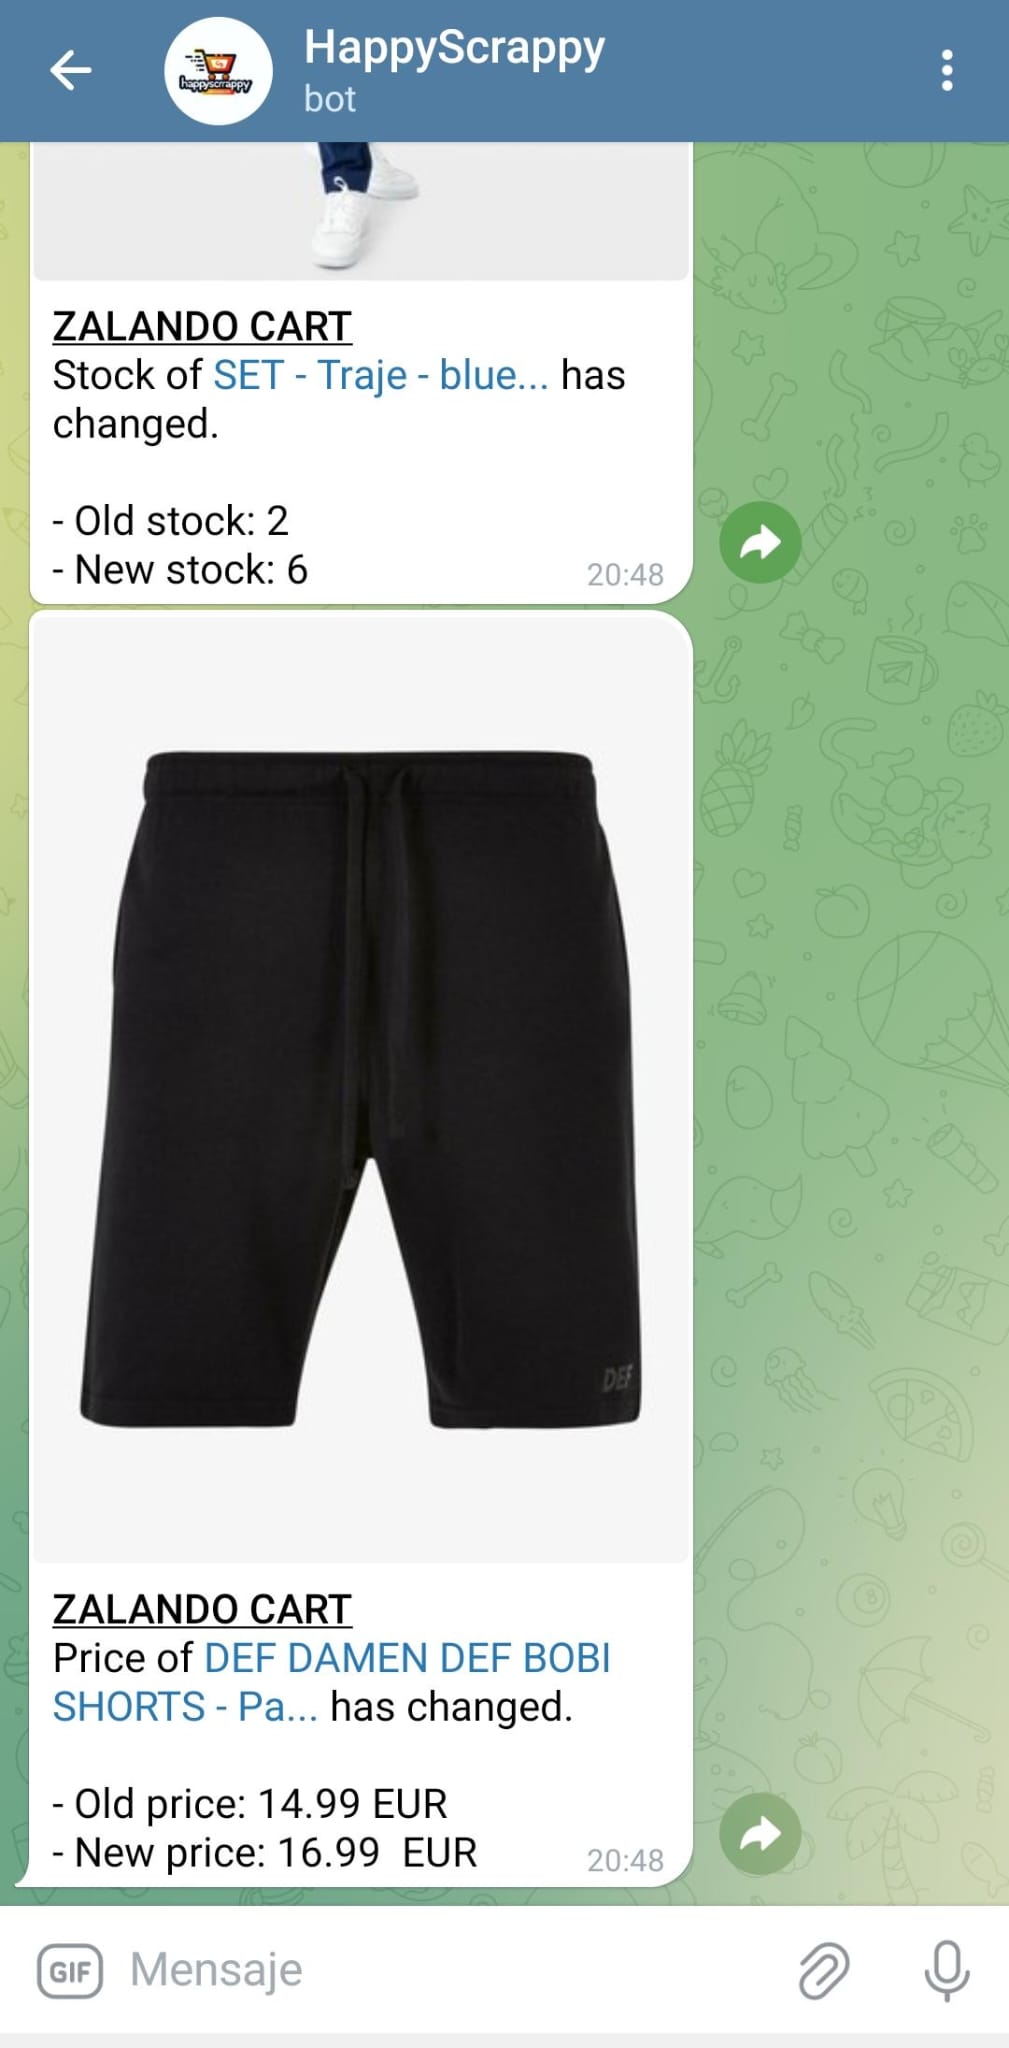 HappyScrappy
bot
happyscrappy
ZALANDO CART
Stock of SET - Traje - blue... has
changed.
- Old stock: 2
- New stock: 6
20:48
DEF
ZALANDO CART
Price of DEF DAMEN DEF BOBI
SHORTS - Pa... has changed.
- Old price: 14.99 EUR
- New price: 16.99  EUR
20:48
GIF
Mensaje